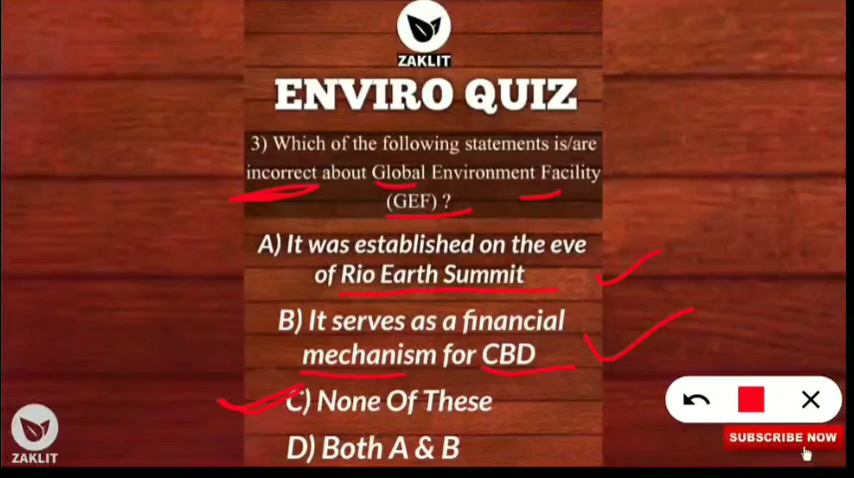 ZAKLIT
ENVIRO QUIZ
3) Which of the following statements is/are
incorrect about Global Environment Facility
(GEF) ?
A) It was established on the eve
of Rio Earth Summit
B) It serves as a financial
mechanism for CBD
C) None Of These
D) Both A & B
ZAKLIT
SUBSCRIBE NOW